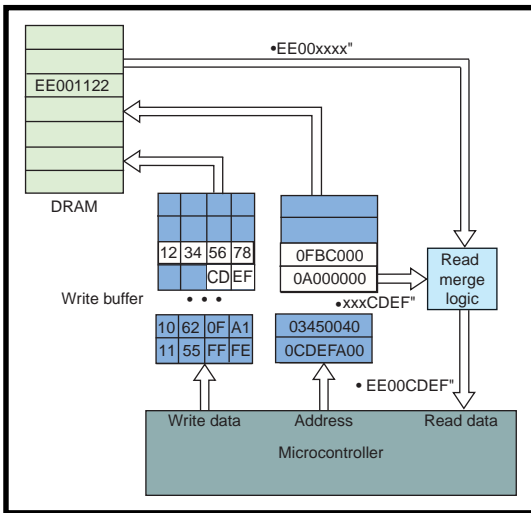 •EE00xxxx"
EE001122
DRAM
12 34 56 78
CD EF
0FBC000
0A000000
Read
merge
logic
Write buffer
• • •
•xxxCDEF"
10 62 0F A1
11 55 FF FE
03450040
0CDEFA00
• EE00CDEF"
Write data Address Read data
Microcontroller